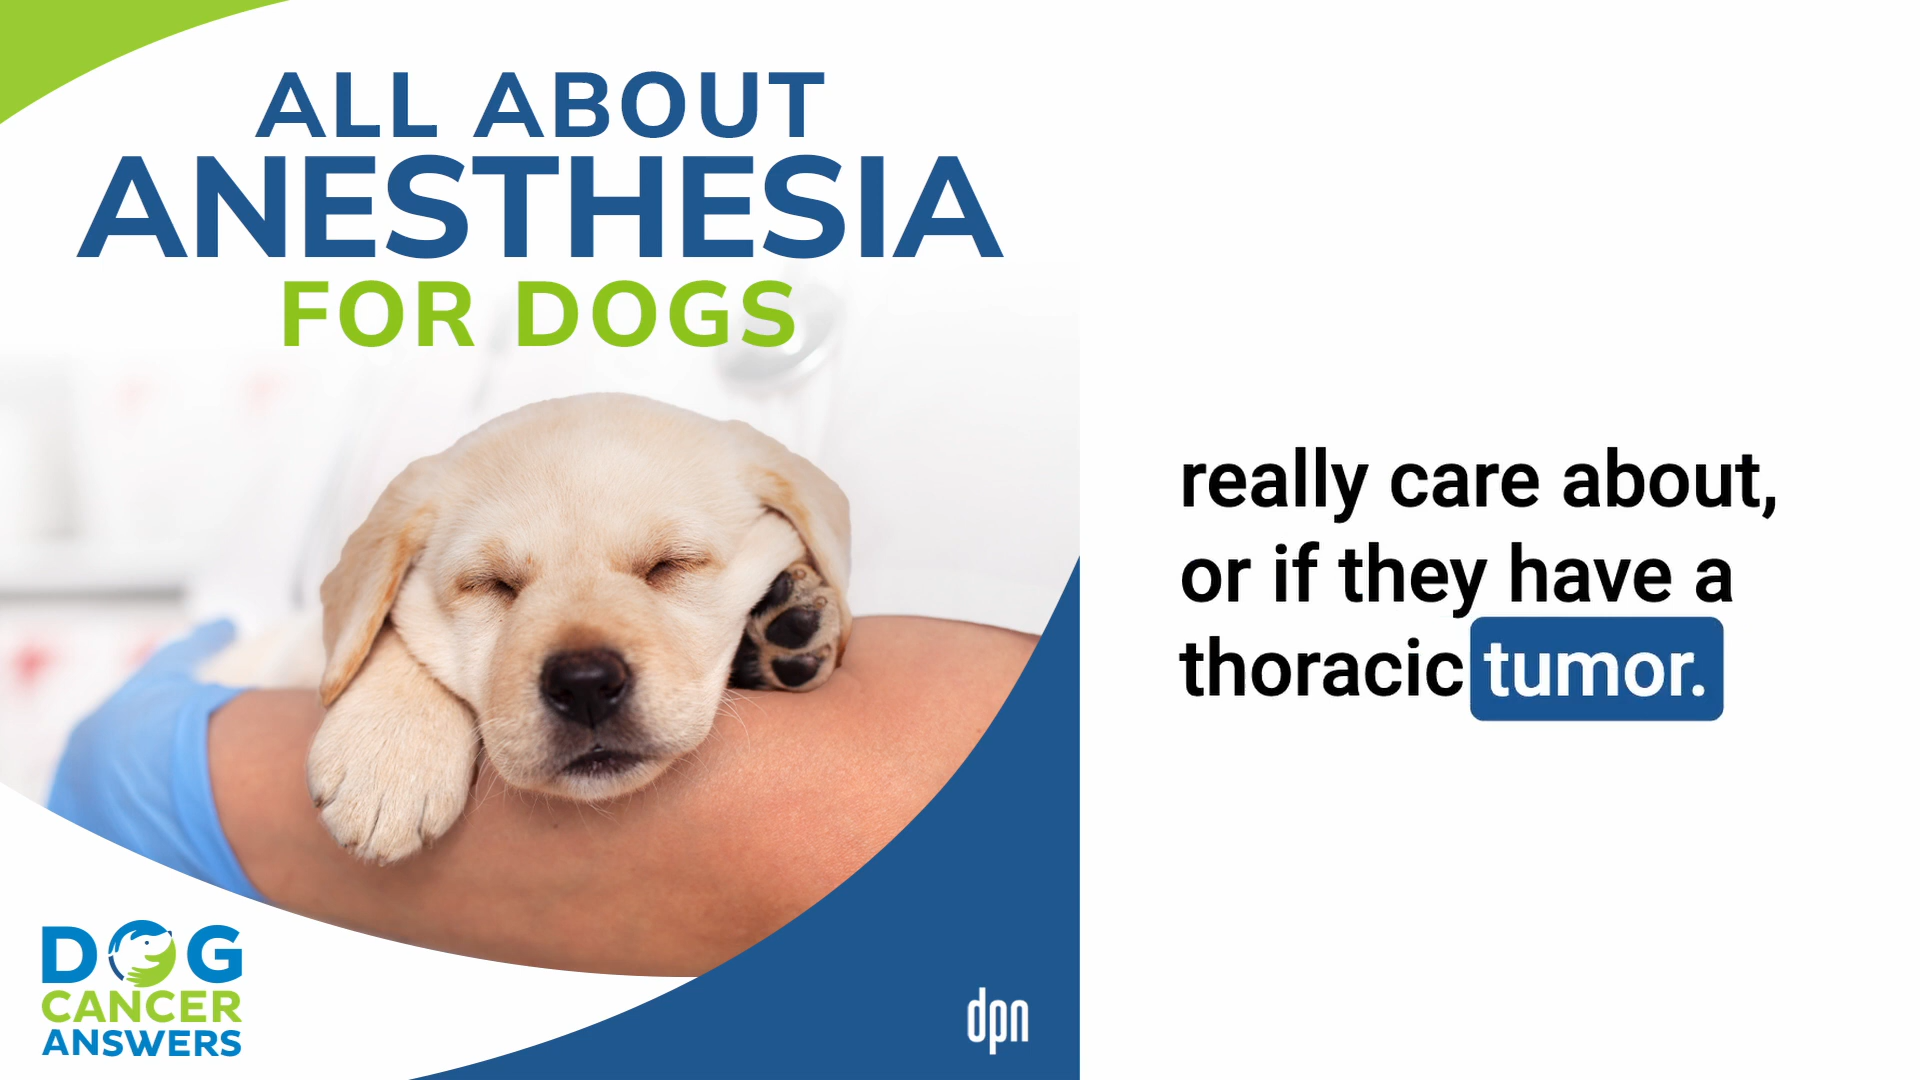 ALL ABOUT
ANESTHESIA
FOR DOGS
really care about,
or if they have a
thoracic tumor.
DOG
CANCER
ANSWERS
dpn